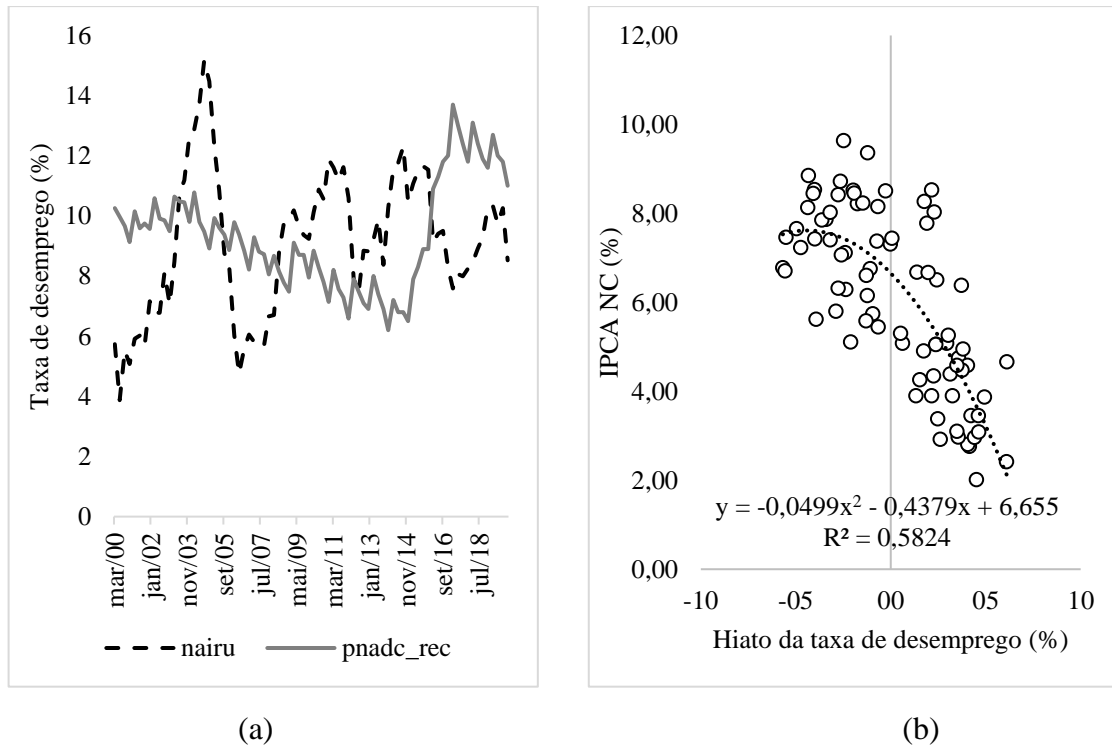 16
14
12
10
8
6
4
2
0
Taxa de desemprego (%)
mar/00
jan/02
nov/03
set/05
jul/07
mai/09
mar/11
jan/13
nov/14
set/16
jul/18
nairu
pnadc_rec
(a)
12,00
10,00
8,00
6,00
4,00
2,00
0,00
IPCA NC (%)
y = -0,0499x² - 0,4379x + 6,655
R² = 0,5824
-10
-05
00
05
10
Hiato da taxa de desemprego (%)
(b)